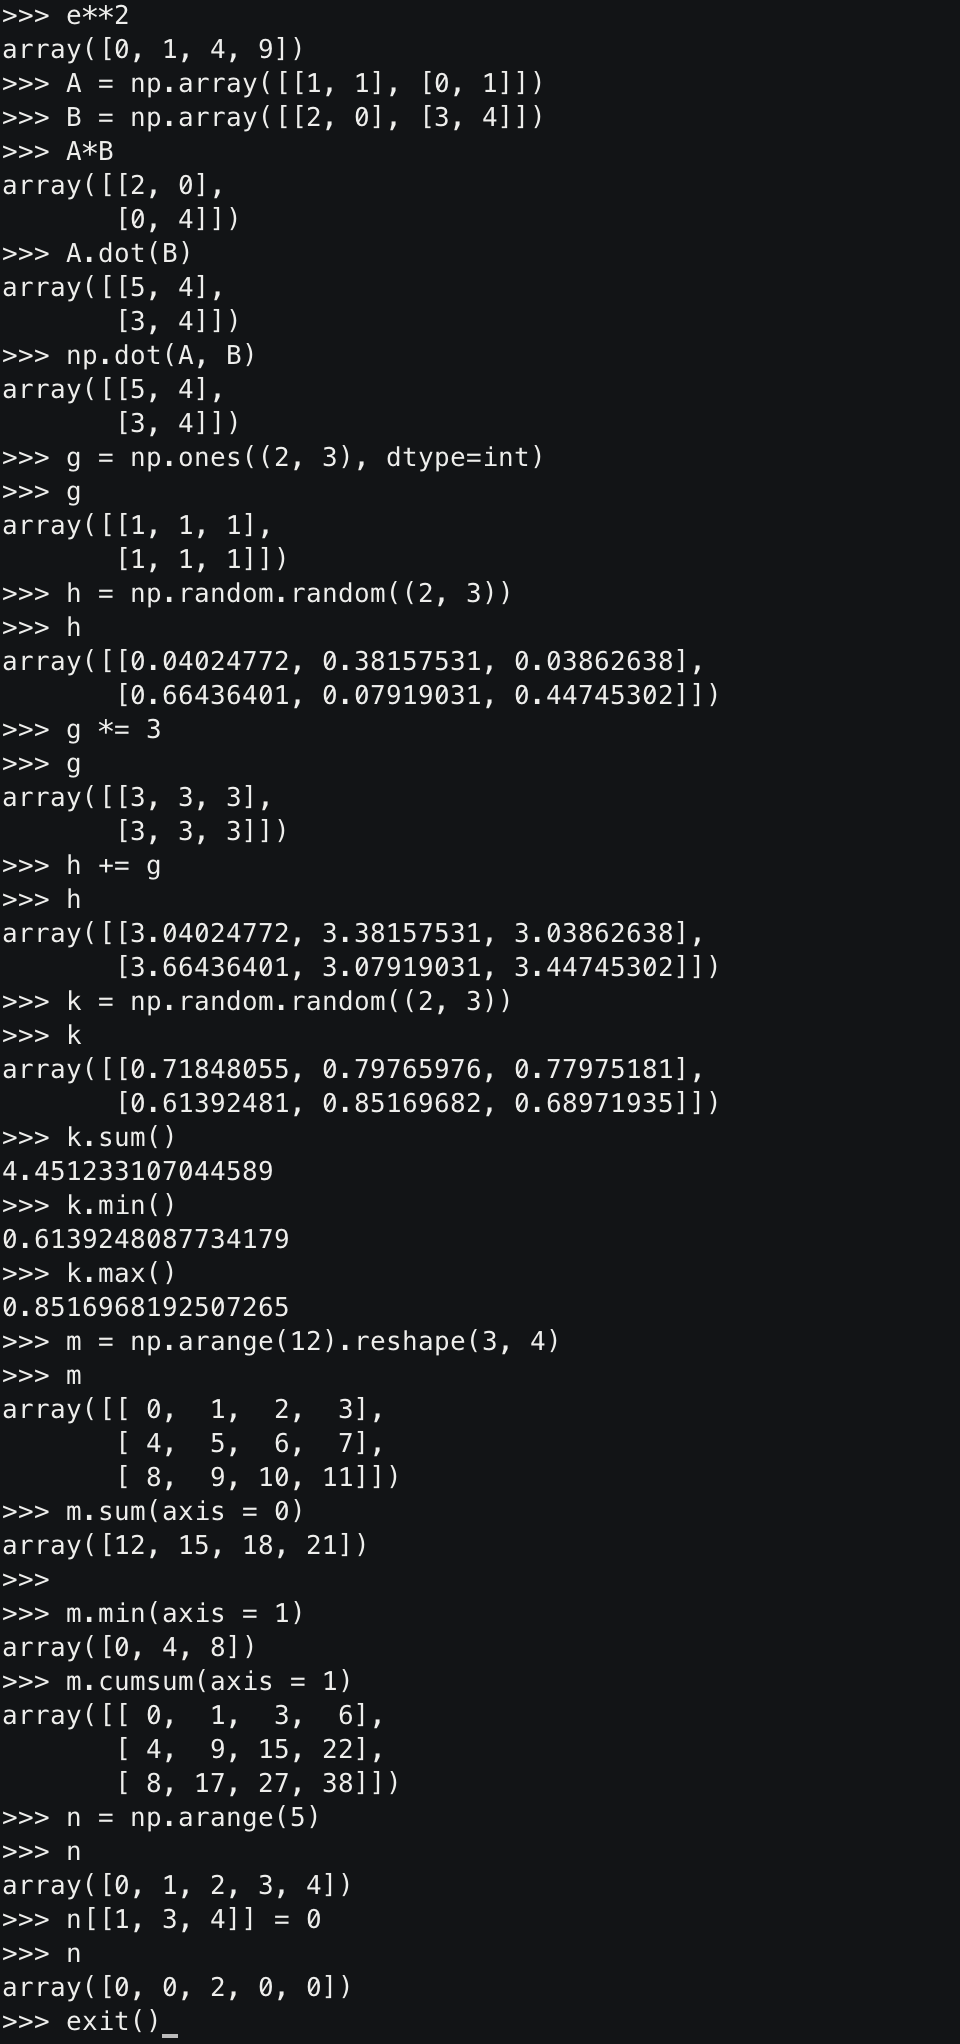 >>> e**2
array([0, 1, 4, 9])
>>> A = np.array([[1, 1], [0, 1]])
>>> B = np.array([[2, 0], [3, 4]])
>>> A*B
array([[2, 0],
       [0, 4]])
>>> A.dot(B)
array([[5, 4],
       [3, 4]])
>>> np.dot(A, B)
array([[5, 4],
       [3, 4]])
>>> g = np.ones((2, 3), dtype=int)
>>> g
array([[1, 1, 1],
       [1, 1, 1]])
>>> h = np.random.random((2, 3))
>>> h
array([[0.04024772, 0.38157531, 0.03862638],
       [0.66436401, 0.07919031, 0.44745302]])
>>> g *= 3
>>> g
array([[3, 3, 3],
       [3, 3, 3]])
>>> h += g
>>> h
array([[3.04024772, 3.38157531, 3.03862638],
       [3.66436401, 3.07919031, 3.44745302]])
>>> k = np.random.random((2, 3))
>>> k
array([[0.71848055, 0.79765976, 0.77975181],
       [0.61392481, 0.85169682, 0.68971935]])
>>> k.sum()
4.451233107044589
>>> k.min()
0.6139248087734179
>>> k.max()
0.8516968192507265
>>> m = np.arange(12).reshape(3, 4)
>>> m
array([[ 0,  1,  2,  3],
       [ 4,  5,  6,  7],
       [ 8,  9, 10, 11]])
>>> m.sum(axis = 0)
array([12, 15, 18, 21])
>>>
>>> m.min(axis = 1)
array([0, 4, 8])
>>> m.cumsum(axis = 1)
array([[ 0,  1,  3,  6],
       [ 4,  9, 15, 22],
       [ 8, 17, 27, 38]])
>>> n = np.arange(5)
>>> n
array([0, 1, 2, 3, 4])
>>> n[[1, 3, 4]] = 0
>>> n
array([0, 0, 2, 0, 0])
>>> exit()_